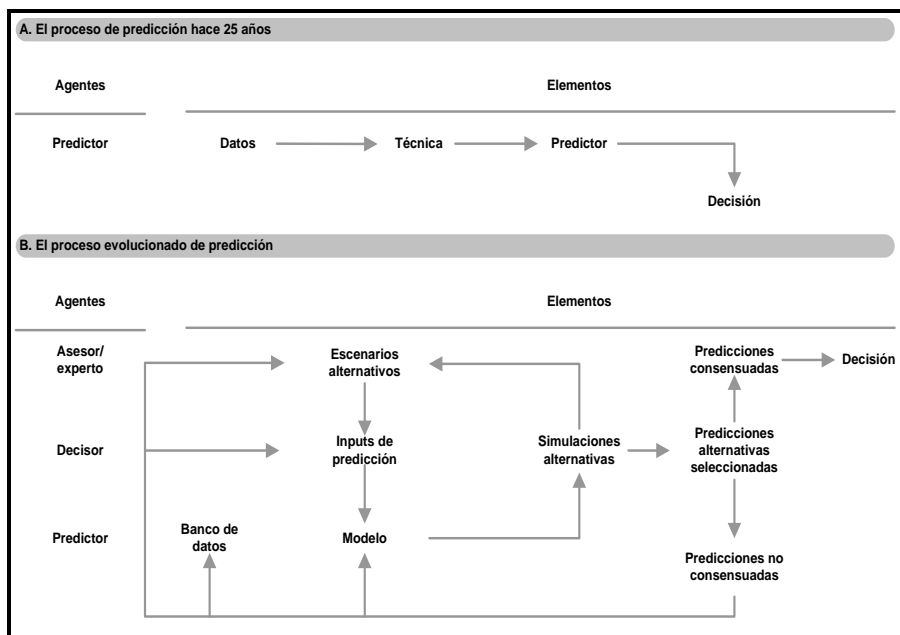 A. El proceso de predicción hace 25 años
Agentes
Elementos
Predictor
Datos
Técnica
Predictor
Decisión
B. El proceso evolucionado de predicción
Agentes
Elementos
Asesor/
experto
Escenarios
alternativos
Predicciones
consensuadas
Decisión
Decisor
Inputs de
predicción
Simulaciones
alternativas
Predicciones
alternativas
seleccionadas
Predictor
Banco de
datos
Modelo
Predicciones no
consensuadas